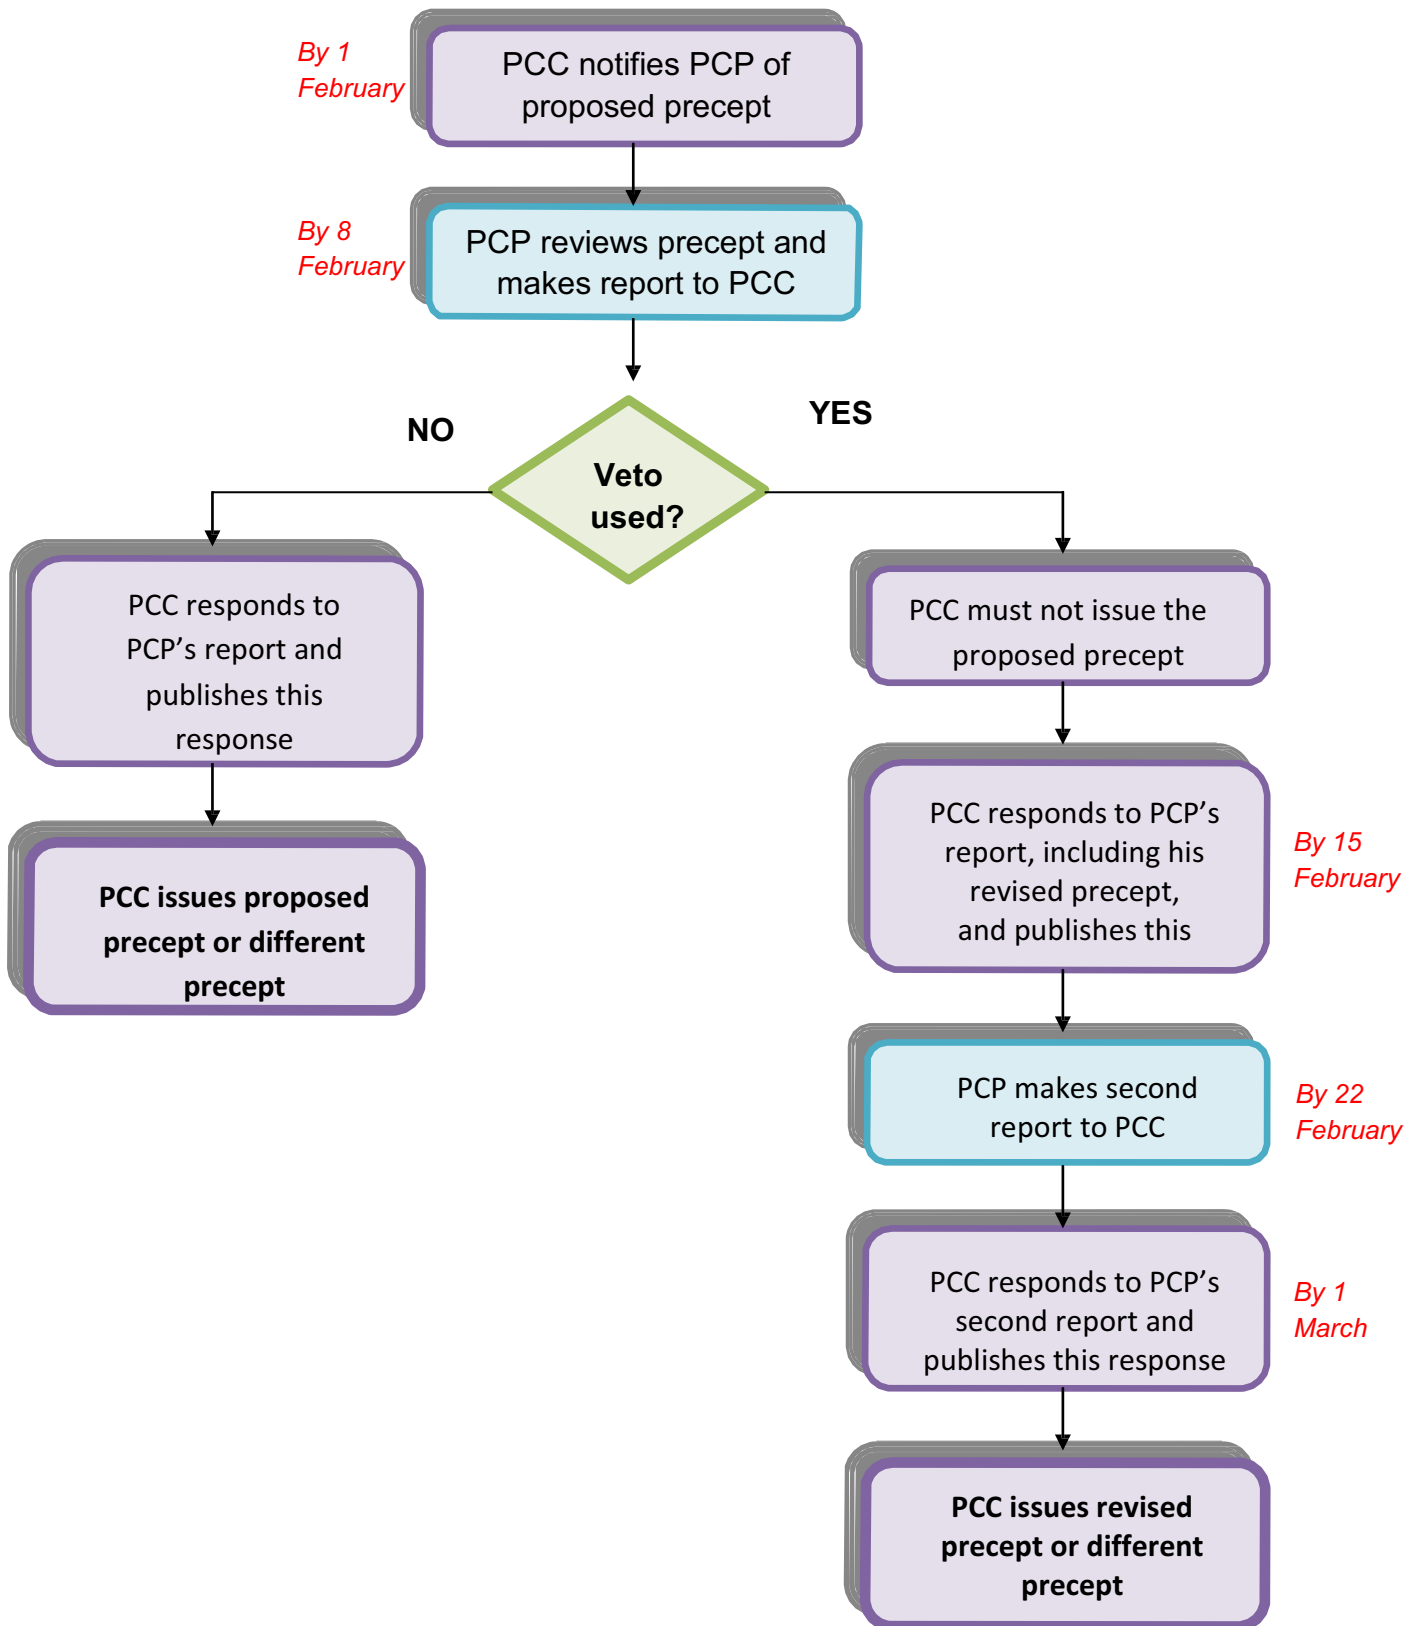 By 1
February
PCC notifies PCP of
proposed precept
By 8
February
PCP reviews precept and
makes report to PCC
NO
YES
Veto
used?
PCC responds to
PCP’s report and
publishes this
response
PCC issues proposed
precept or different
precept
PCC must not issue the
proposed precept
PCC responds to PCP’s
report, including his
revised precept,
and publishes this
By 15
February
PCP makes second
report to PCC
By 22
February
PCC responds to PCP’s
second report and
publishes this response
By 1
March
PCC issues revised
precept or different
precept